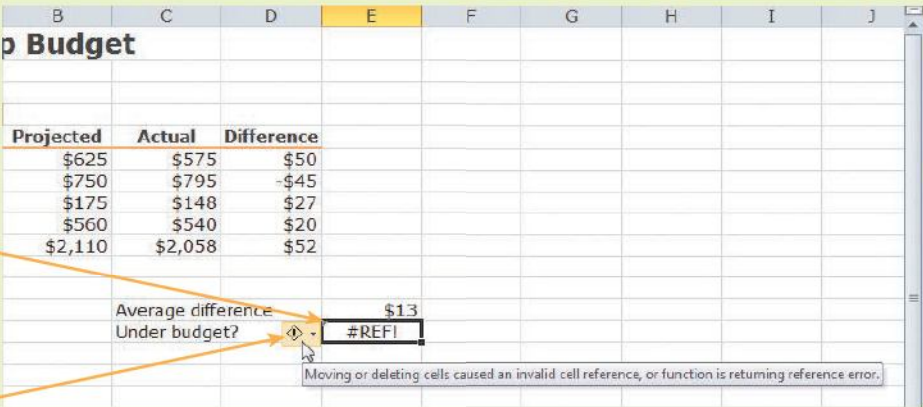 B C D E F G H I J
p Budget
Projected Actual Difference
$625 $575 $50
$750 $795 -$45
$175 $148 $27
$560 $540 $20
$2,110 $2,058 $52
Average difference $13
Under budget? #REF!
Moving or deleting cells caused an invalid cell reference, or function is returning reference error.